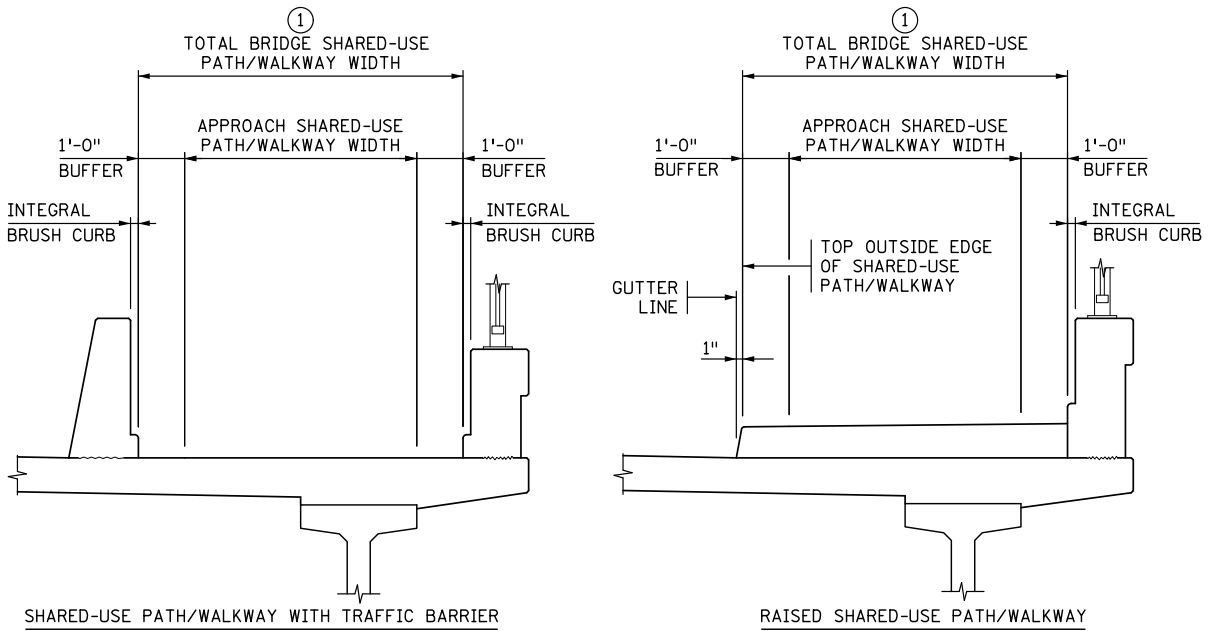 ①
TOTAL BRIDGE SHARED-USE
PATH/WALKWAY WIDTH
APPROACH SHARED-USE
PATH/WALKWAY WIDTH
1'-0"
BUFFER
1'-0"
BUFFER
INTEGRAL
BRUSH CURB
INTEGRAL
BRUSH CURB
SHARED-USE PATH/WALKWAY WITH TRAFFIC BARRIER
①
TOTAL BRIDGE SHARED-USE
PATH/WALKWAY WIDTH
APPROACH SHARED-USE
PATH/WALKWAY WIDTH
1'-0"
BUFFER
1'-0"
BUFFER
INTEGRAL
BRUSH CURB
TOP OUTSIDE EDGE
OF SHARED-USE
PATH/WALKWAY
GUTTER
LINE
1"
RAISED SHARED-USE PATH/WALKWAY